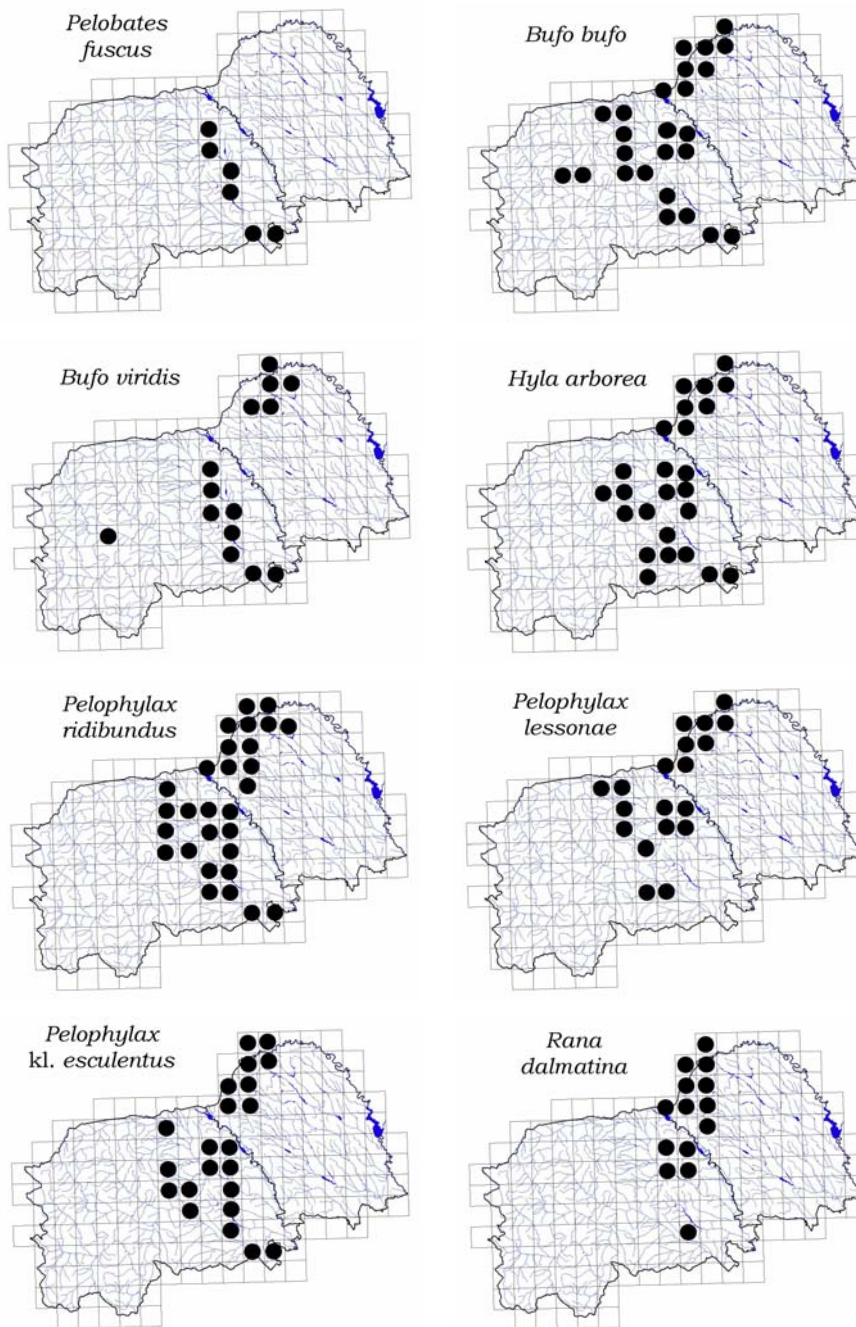 Pelobates
fuscus
Bufo bufo
Bufo viridis
Hyla arborea
Pelophylax
ridibundus
Pelophylax
lessonae
Pelophylax
kl. esculentus
Rana
dalmatina